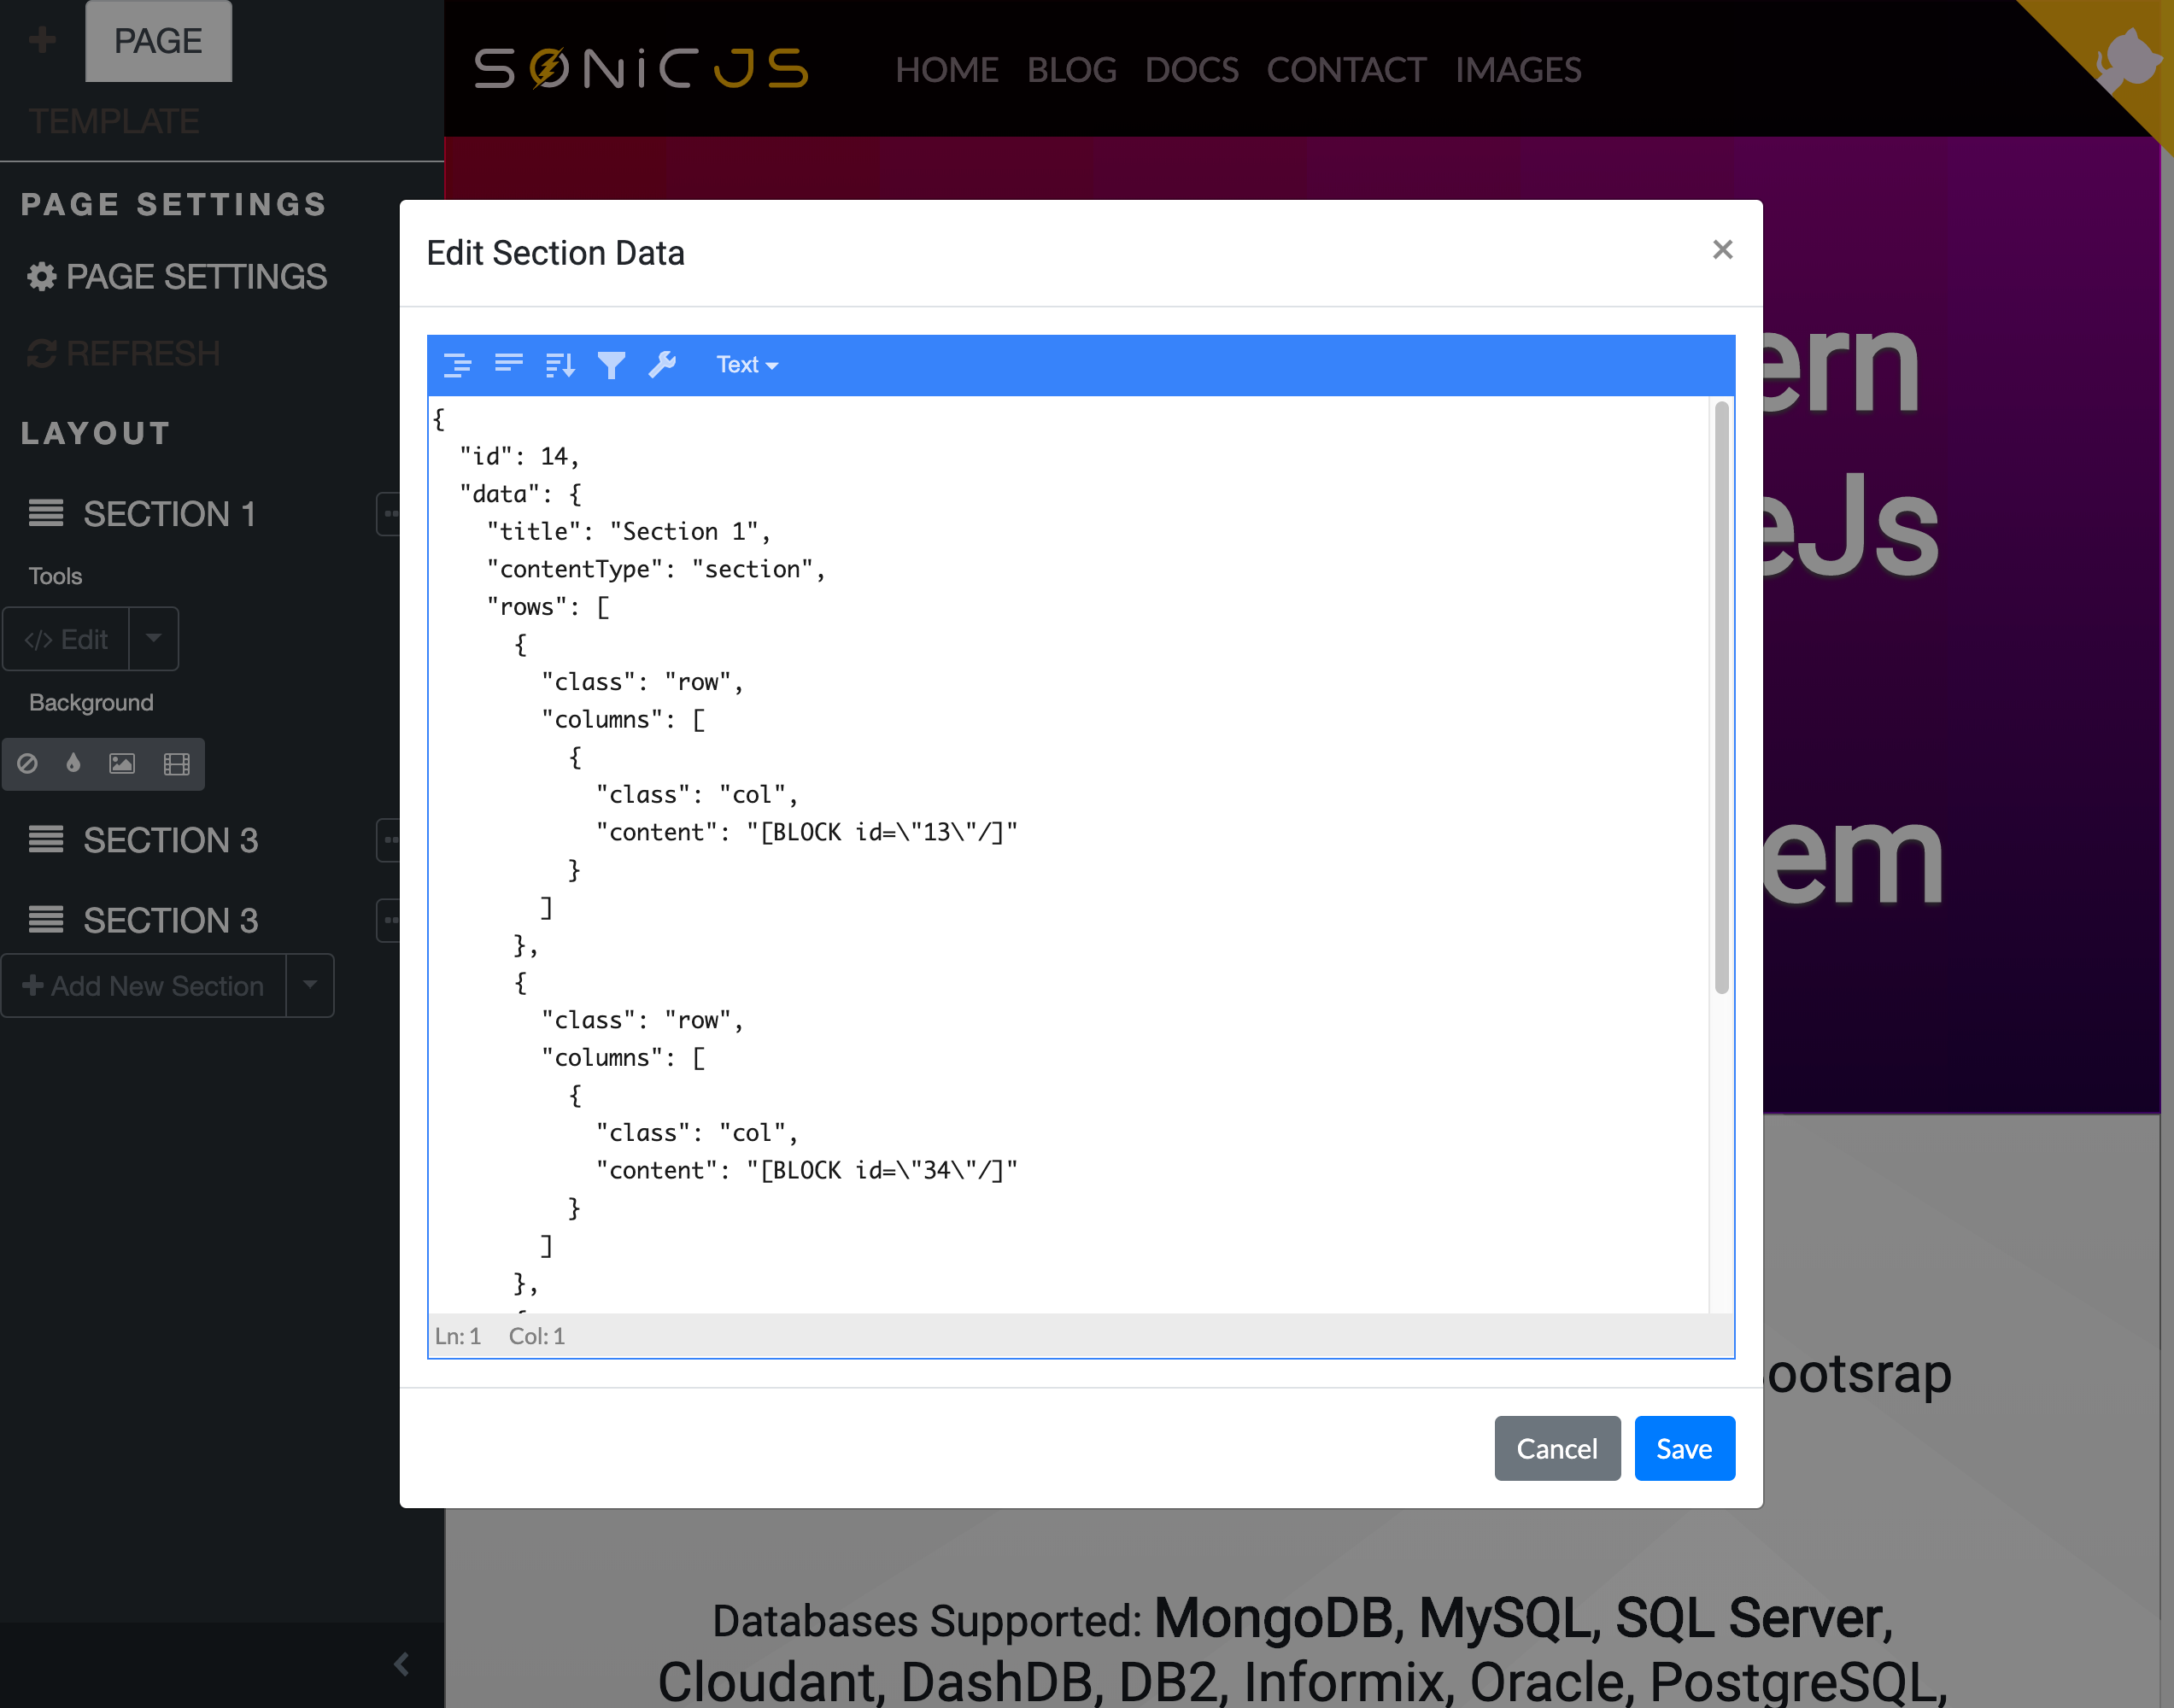 PAGE
TEMPLATE
PAGE SETTINGS
PAGE SETTINGS
REFRESH
LAYOUT
SECTION 1
Tools
</> Edit
Background
SECTION 3
SECTION 3
+ Add New Section
SONiCJS
HOME BLOG DOCS CONTACT IMAGES
Edit Section Data
×
Text
{
  "id": 14,
  "data": {
    "title": "Section 1",
    "contentType": "section",
    "rows": [
      {
        "class": "row",
        "columns": [
          {
            "class": "col",
            "content": "[BLOCK id=\"13\"/]"
          }
        ]
      },
      {
        "class": "row",
        "columns": [
          {
            "class": "col",
            "content": "[BLOCK id=\"34\"/]"
          }
        ]
      },
Ln: 1 Col: 1
Cancel Save
ern
eJs
em
ootsrap
Databases Supported: MongoDB, MySQL, SQL Server,
Cloudant, DashDB, DB2, Informix, Oracle, PostgreSQL,